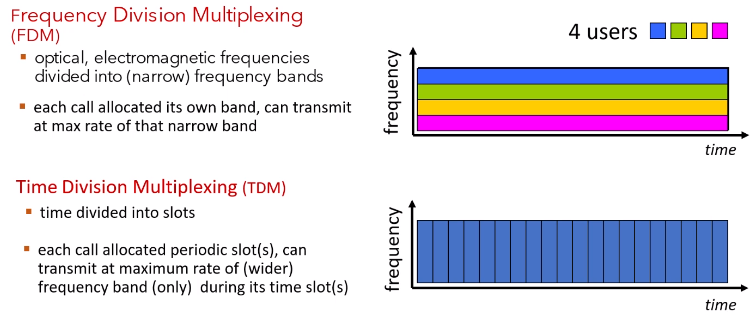 Frequency Division Multiplexing
(FDM)
▪ optical, electromagnetic frequencies
divided into (narrow) frequency bands
▪ each call allocated its own band, can transmit
at max rate of that narrow band
4 users
frequency
time
Time Division Multiplexing (TDM)
▪ time divided into slots
▪ each call allocated periodic slot(s), can
transmit at maximum rate of (wider)
frequency band (only) during its time slot(s)
frequency
time